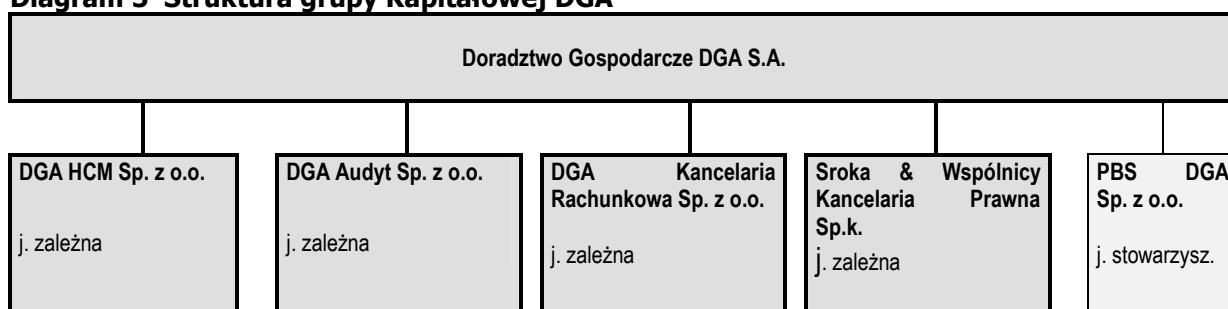 Diagram 5 Struktura grupy Kapitałowej DGA
Doradztwo Gospodarcze DGA S.A.
DGA HCM Sp. z o.o.
j. zależna
DGA Audyt Sp. z o.o.
j. zależna
DGA Kancelaria
Rachunkowa Sp. z o.o.
j. zależna
Sroka & Wspólnicy
Kancelaria Prawna
Sp.k.
j. zależna
PBS DGA
Sp. z o.o.
j. stowarzysz.